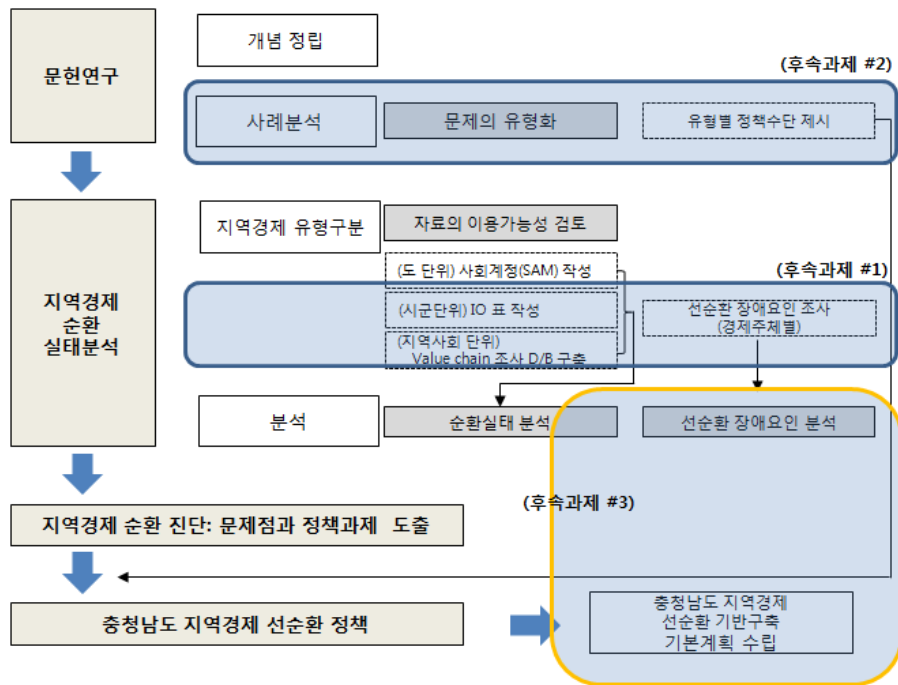 개념 정립
(후속과제 #2)
문헌연구
사례분석
문제의 유형화
유형별 정책수단 제시
지역경제 유형구분
자료의 이용가능성 검토
(도 단위) 사회계정(SAM) 작성
(후속과제 #1)
지역경제
순환
실태분석
(시군단위) IO 표 작성
선순환 장애요인 조사
(경제주체별)
(지역사회 단위)
Value chain 조사 D/B 구축
분석
순환실태 분석
선순환 장애요인 분석
(후속과제 #3)
지역경제 순환 진단: 문제점과 정책과제 도출
충청남도 지역경제 선순환 정책
충청남도 지역경제
선순환 기반구축
기본계획 수립